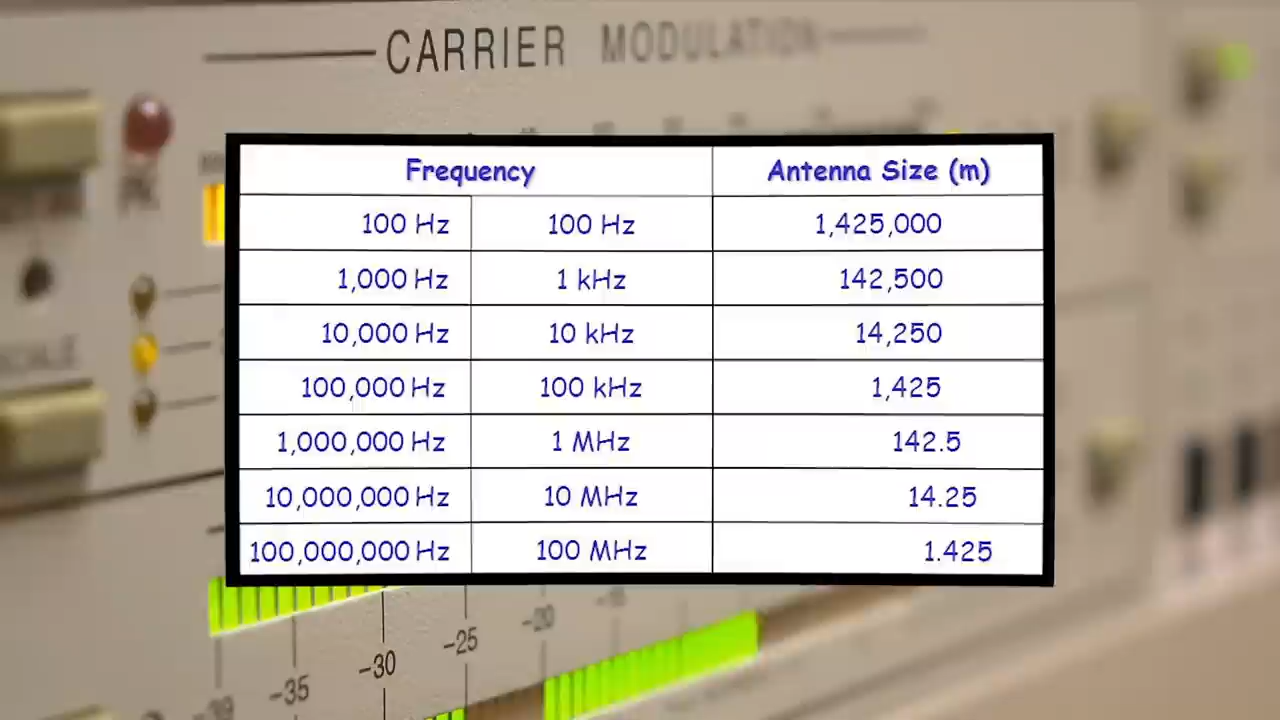 CARRIER MODULATION
Frequency Antenna Size (m)
100 Hz 100 Hz 1,425,000
1,000 Hz 1 kHz 142,500
10,000 Hz 10 kHz 14,250
100,000 Hz 100 kHz 1,425
1,000,000 Hz 1 MHz 142.5
10,000,000 Hz 10 MHz 14.25
100,000,000 Hz 100 MHz 1.425
-35 -30 -25 -20